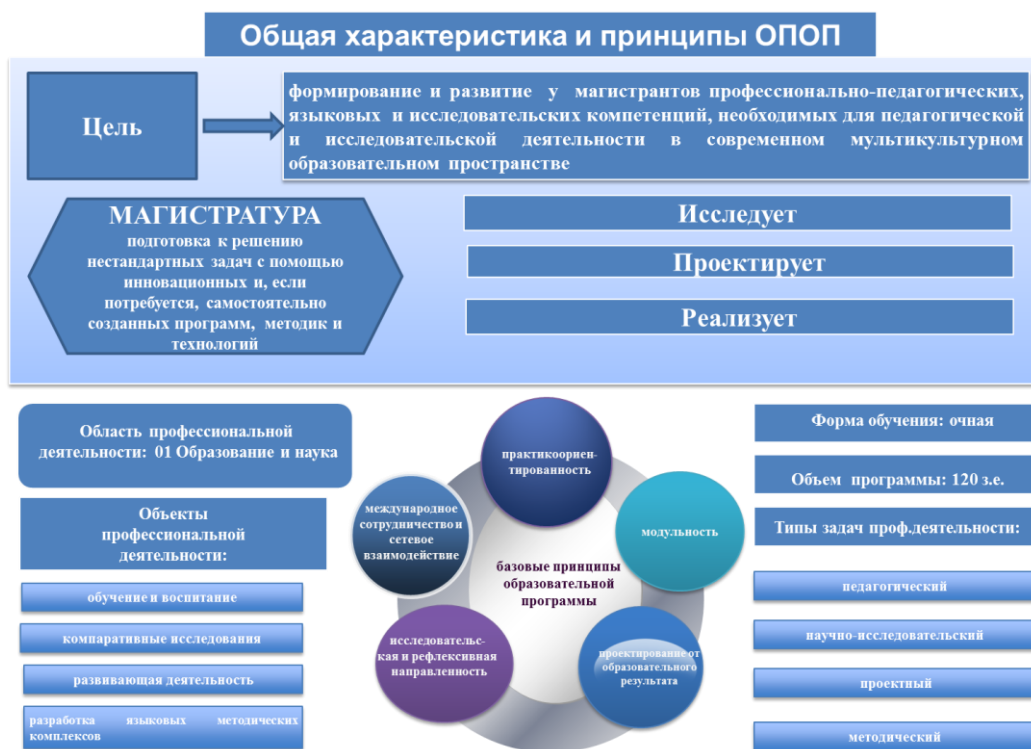 Общая характеристика и принципы ОПОП
Цель
формирование и развитие у магистрантов профессионально-педагогических,
языковых и исследовательских компетенций, необходимых для педагогической
и исследовательской деятельности в современном мультикультурном
образовательном пространстве
МАГИСТРАТУРА
подготовка к решению
нестандартных задач с помощью
инновационных и, если
потребуется, самостоятельно
созданных программ, методик и
технологий
Исследует
Проектирует
Реализует
Область профессиональной
деятельности: 01 Образование и наука
Объекты
профессиональной
деятельности:
обучение и воспитание
компаративные исследования
развивающая деятельность
разработка языковых методических
комплексов
практикоориен-
тированность
международное
сотрудничество и
сетевое
взаимодействие
модульность
базовые принципы
образовательной
программы
исследователь-
ская и рефлексивная
направленность
проектирование от
образовательного
результата
Форма обучения: очная
Объем программы: 120 з.е.
Типы задач проф.деятельности:
педагогический
научно-исследовательский
проектный
методический